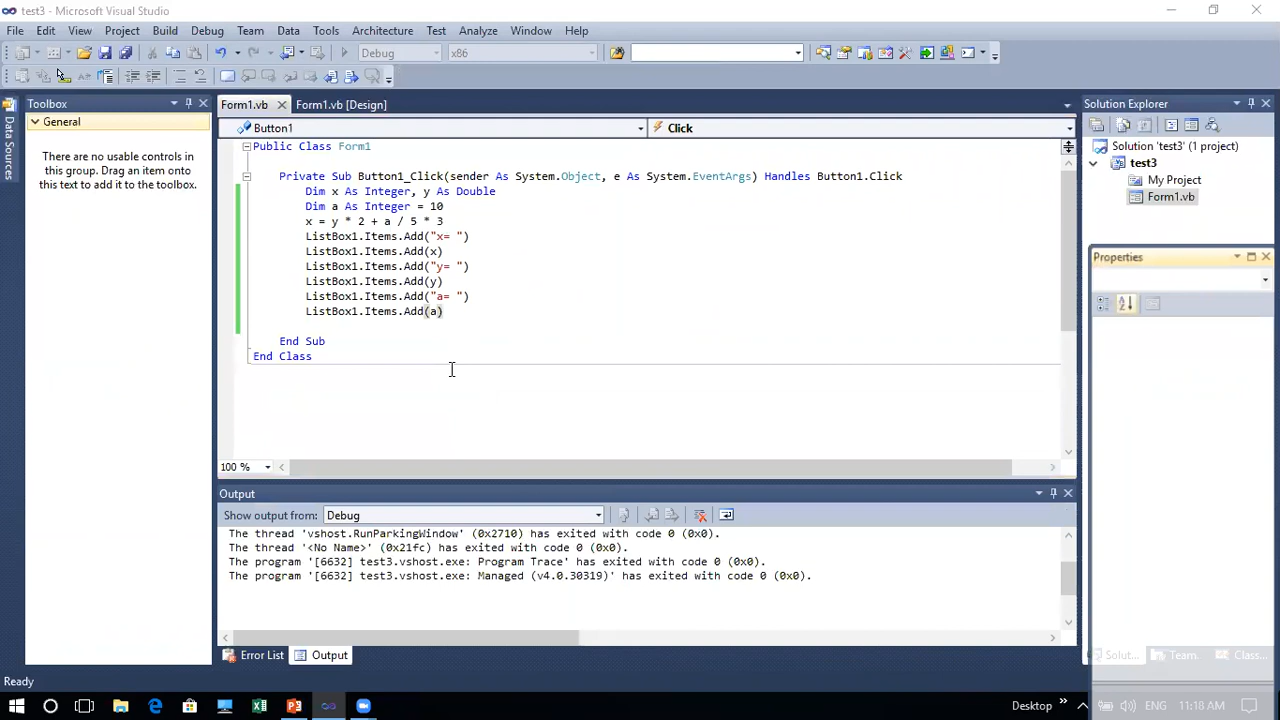 test3 - Microsoft Visual Studio
File Edit View Project Build Debug Team Data Tools Architecture Test Analyze Window Help
Debug x86
Data Sources
Toolbox
General
There are no usable controls in
this group. Drag an item onto
this text to add it to the toolbox.
Form1.vb Form1.vb [Design]
Button1 Click
Public Class Form1
Private Sub Button1_Click(sender As System.Object, e As System.EventArgs) Handles Button1.Click
Dim x As Integer, y As Double
Dim a As Integer = 10
x = y * 2 + a / 5 * 3
ListBox1.Items.Add("x= ")
ListBox1.Items.Add(x)
ListBox1.Items.Add("y= ")
ListBox1.Items.Add(y)
ListBox1.Items.Add("a= ")
ListBox1.Items.Add(a)
End Sub
End Class
100 %
Output
Show output from: Debug
The thread 'vshost.RunParkingWindow' (0x2710) has exited with code 0 (0x0).
The thread '<No Name>' (0x21fc) has exited with code 0 (0x0).
The program '[6632] test3.vshost.exe: Program Trace' has exited with code 0 (0x0).
The program '[6632] test3.vshost.exe: Managed (v4.0.30319)' has exited with code 0 (0x0).
Error List Output
Solution Explorer
Solution 'test3' (1 project)
test3
My Project
Form1.vb
Properties
Solut... Team... Class...
Ready
Desktop ENG 11:18 AM